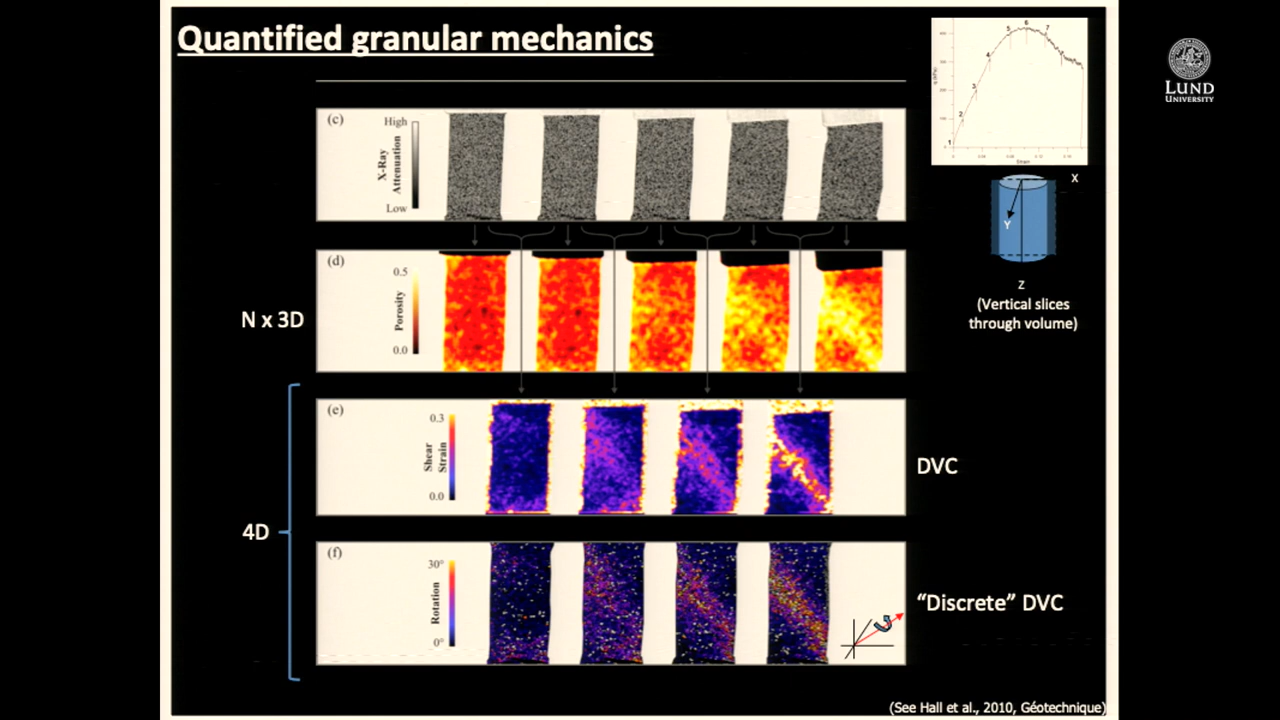 Quantified granular mechanics
LUND
UNIVERSITY
1
2
3
4
5
6
7
Strain
X
Y
Z
(Vertical slices
through volume)
(c)
High
X-Ray
Attenuation
Low
(d)
0.5
Porosity
0.0
N x 3D
(e)
0.3
Shear
Strain
0.0
DVC
4D
(f)
30°
Rotation
0°
“Discrete” DVC
(See Hall et al., 2010, Géotechnique)